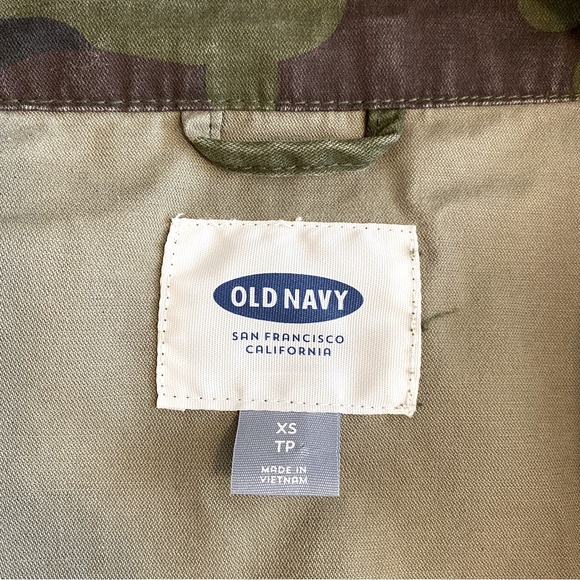 OLD NAVY
SAN FRANCISCO
CALIFORNIA
XS
TP
MADE IN
VIETNAM